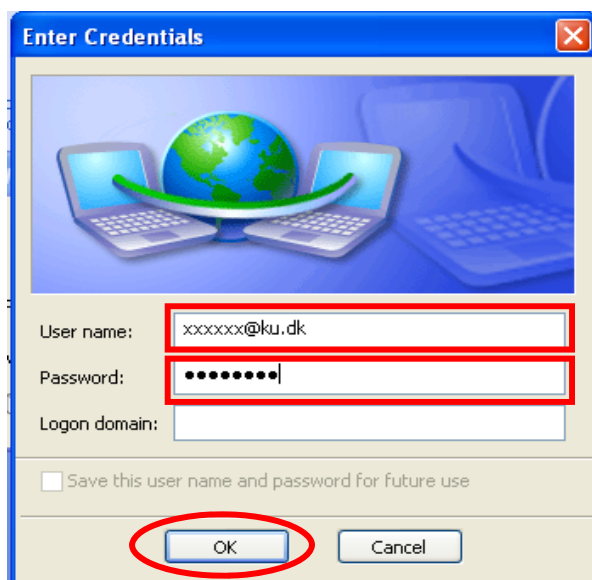 Enter Credentials
User name: xxxxxx@ku.dk
Password: ●●●●●●●●
Logon domain:
Save this user name and password for future use
OK Cancel